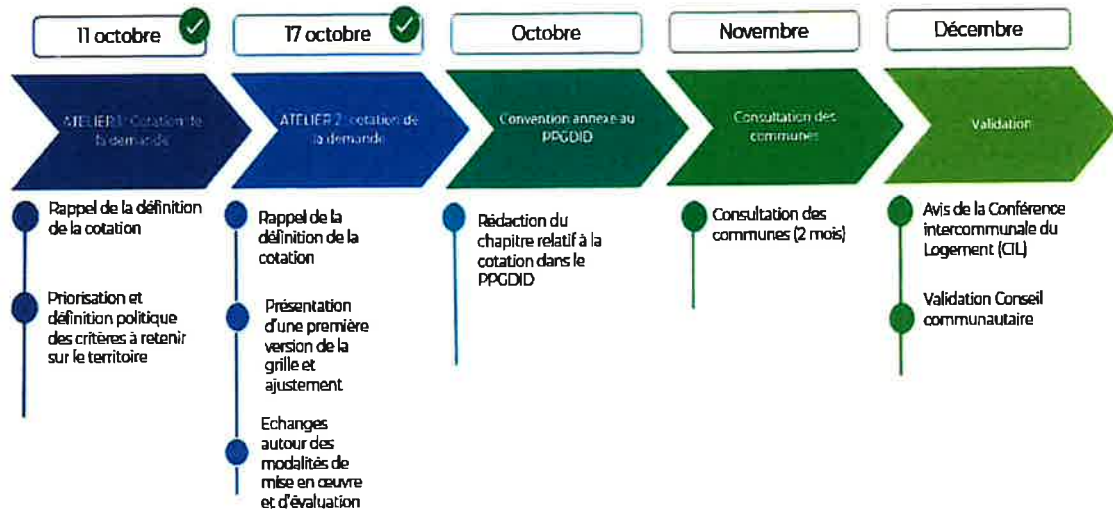 11 octobre
17 octobre
Octobre
Novembre
Décembre
ATELIER 1: Cotation de
la demande
ATELIER 2 : cotation de
la demande
Convention annexe au
PPGDID
Consultation des
communes
Validation
Rappel de la définition
de la cotation
Priorisation et
définition politique
des critères à retenir
sur le territoire
Rappel de la
définition de la
cotation
Présentation
d'une première
version de la
grille et
ajustement
Echanges
autour des
modalités de
mise en œuvre
et d'évaluation
Rédaction du
chapitre relatif à la
cotation dans le
PPGDID
Consultation des
communes (2 mois)
Avis de la Conférence
intercommunale du
Logement (CIL)
Validation Conseil
communautaire